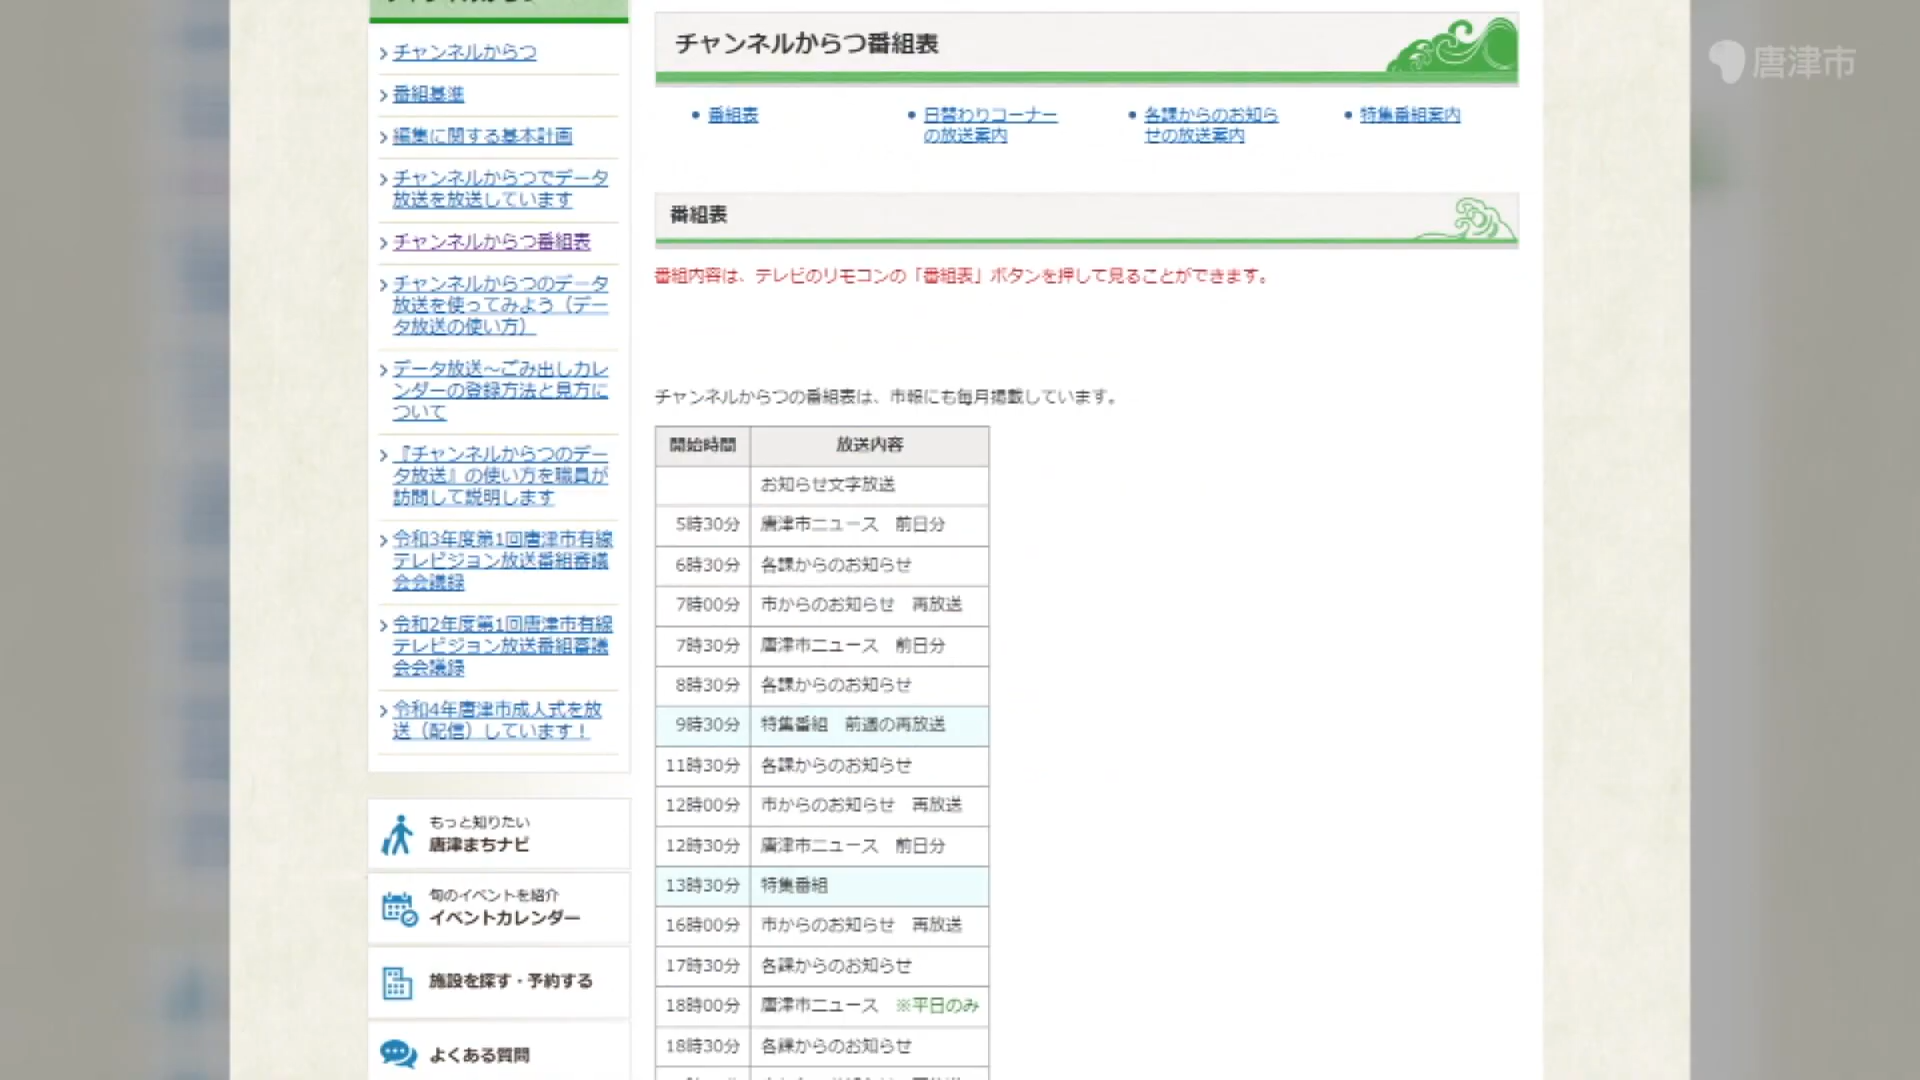 唐津市
チャンネルからつ
番組基準
編集に関する基本計画
チャンネルからつでデータ
放送を放送しています
チャンネルからつ番組表
チャンネルからつのデータ
放送を使ってみよう（デー
タ放送の使い方）
データ放送～ごみ出しカレ
ンダーの登録方法と見方に
ついて
『チャンネルからつのデー
タ放送』の使い方を職員が
訪問して説明します
令和3年度第1回唐津市有線
テレビジョン放送番組審議
会会議録
令和2年度第1回唐津市有線
テレビジョン放送番組審議
会会議録
令和4年唐津市成人式を放
送（配信）しています！
もっと知りたい
唐津まちナビ
旬のイベントを紹介
イベントカレンダー
施設を探す・予約する
よくある質問
チャンネルからつ番組表
番組表
日替わりコーナー
の放送案内
各課からのお知ら
せの放送案内
特集番組案内
番組表
番組内容は、テレビのリモコンの「番組表」ボタンを押して見ることができます。
チャンネルからつの番組表は、市報にも毎月掲載しています。
開始時間 放送内容
お知らせ文字放送
5時30分 唐津市ニュース　前日分
6時30分 各課からのお知らせ
7時00分 市からのお知らせ　再放送
7時30分 唐津市ニュース　前日分
8時30分 各課からのお知らせ
9時30分 特集番組　前週の再放送
11時30分 各課からのお知らせ
12時00分 市からのお知らせ　再放送
12時30分 唐津市ニュース　前日分
13時30分 特集番組
16時00分 市からのお知らせ　再放送
17時30分 各課からのお知らせ
18時00分 唐津市ニュース　※平日のみ
18時30分 各課からのお知らせ